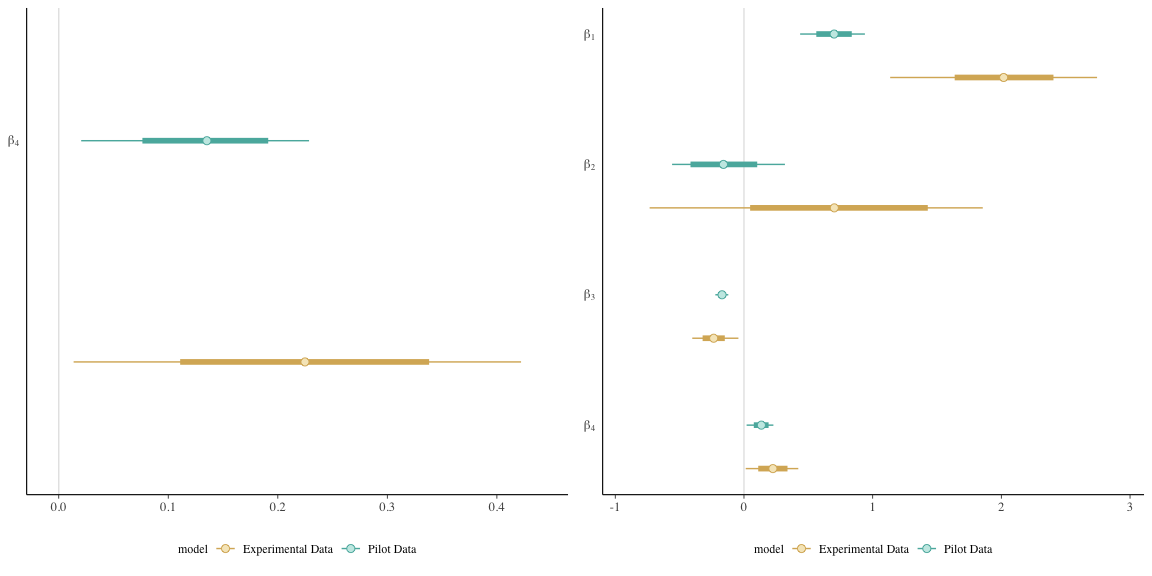 β4
0.0 0.1 0.2 0.3 0.4
model Experimental Data Pilot Data
β1
β2
β3
β4
-1 0 1 2 3
model Experimental Data Pilot Data